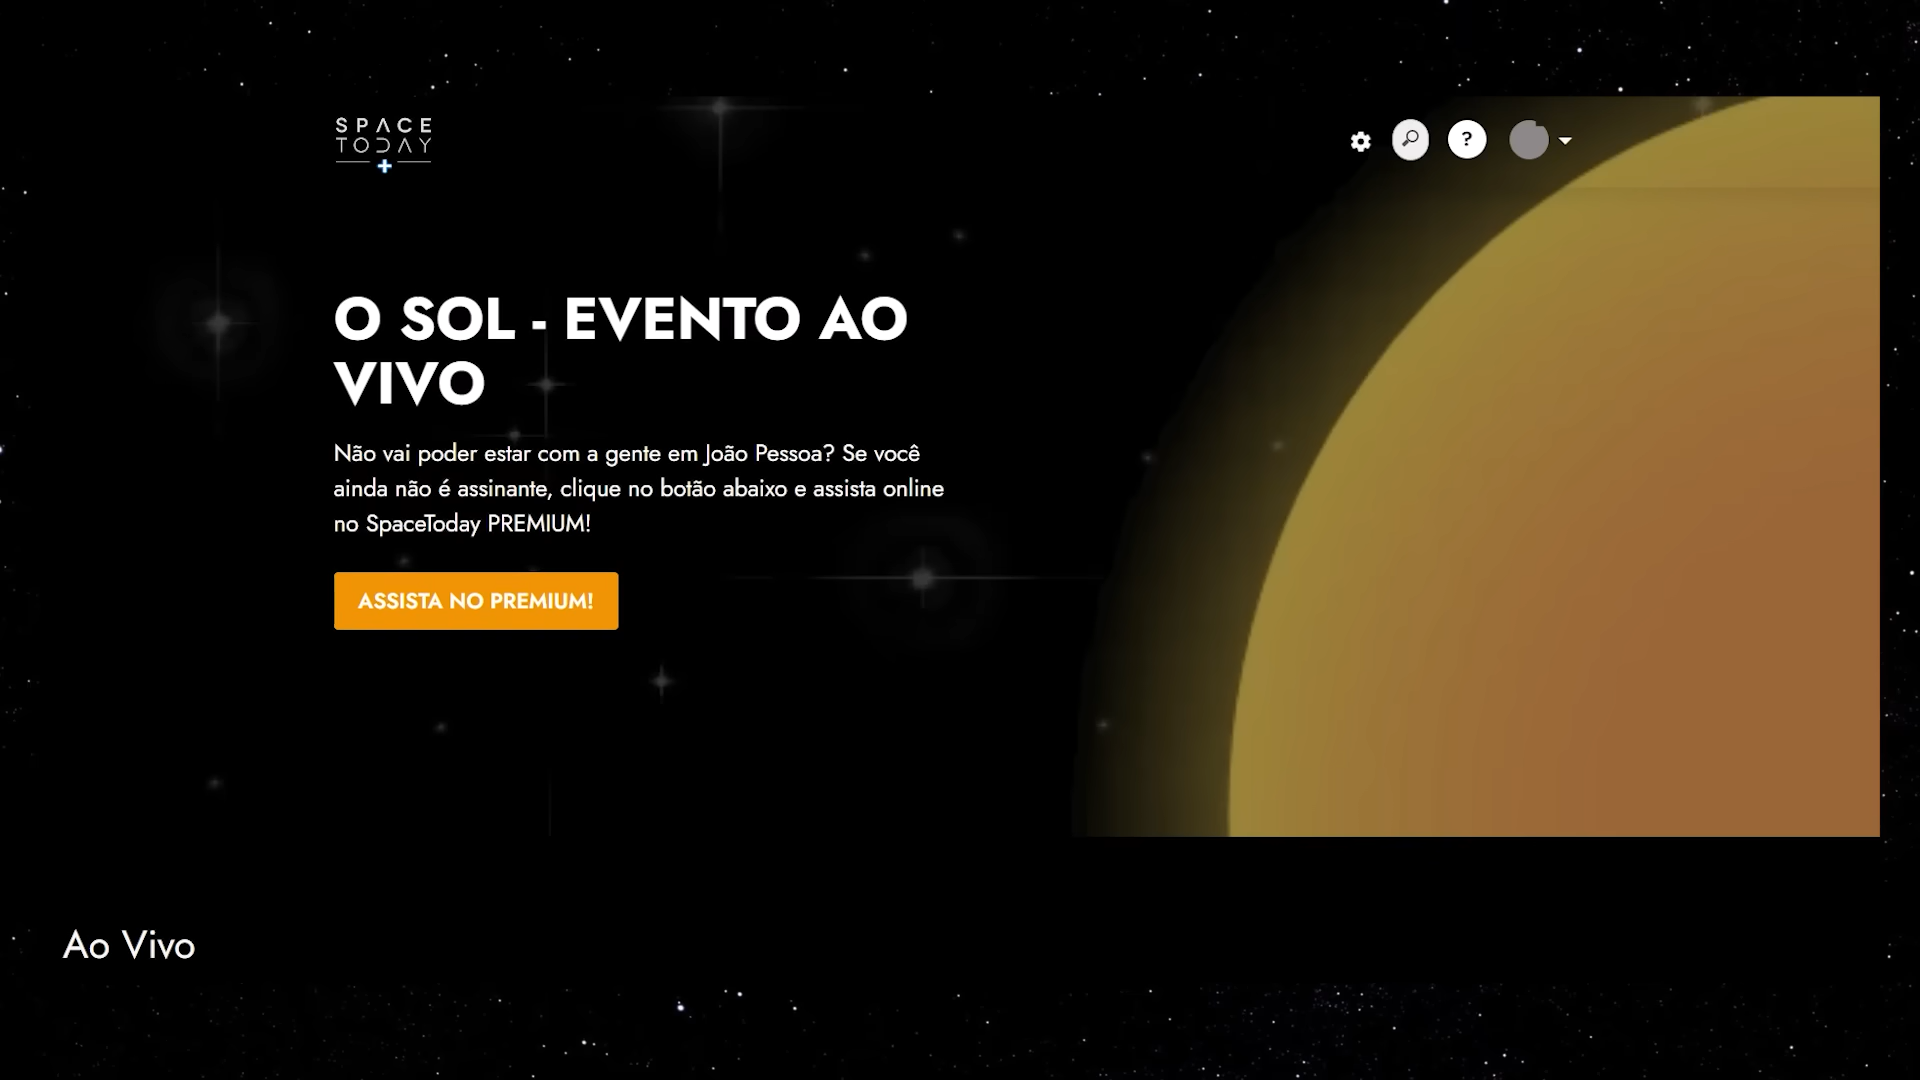 SPACE
TODAY
?
O SOL - EVENTO AO
VIVO
Não vai poder estar com a gente em João Pessoa? Se você
ainda não é assinante, clique no botão abaixo e assista online
no SpaceToday PREMIUM!
ASSISTA NO PREMIUM!
Ao Vivo